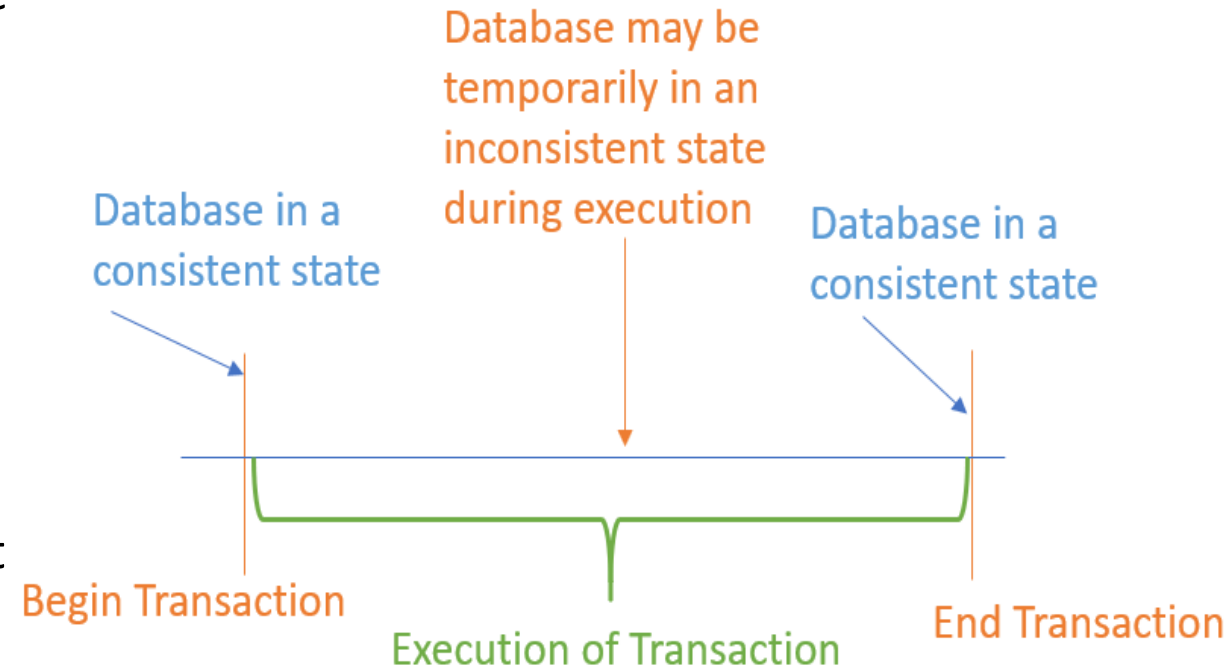 Database may be
temporarily in an
inconsistent state
during execution
Database in a
consistent state
Database in a
consistent state
Begin Transaction
End Transaction
Execution of Transaction